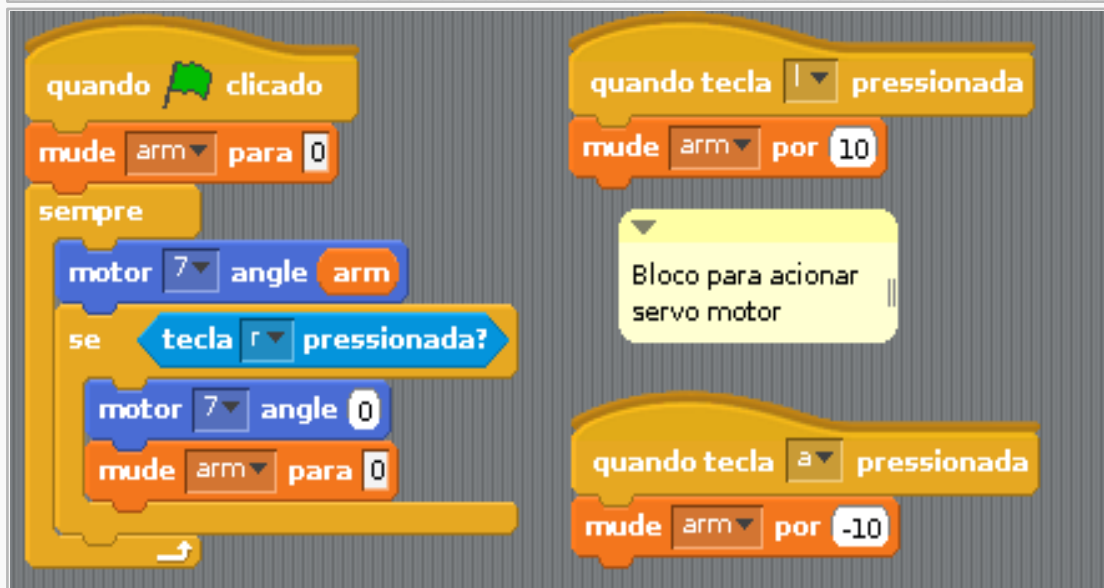 quando clicado
mude arm para 0
sempre
motor 7 angle arm
se tecla r pressionada?
motor 7 angle 0
mude arm para 0
quando tecla l pressionada
mude arm por 10
Bloco para acionar
servo motor
quando tecla a pressionada
mude arm por -10